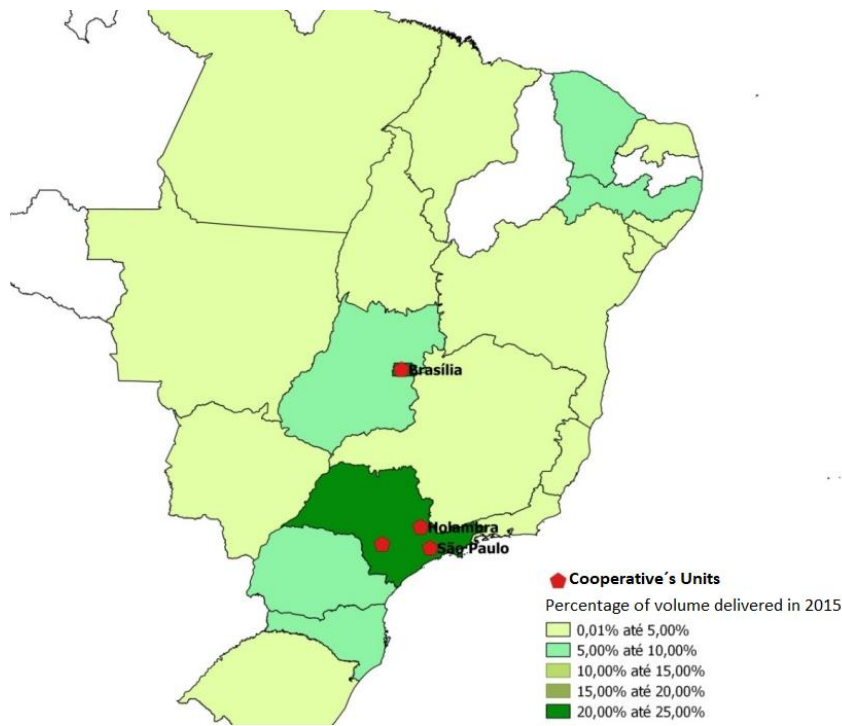 Brasília
Holambra
São Paulo
Cooperative´s Units
Percentage of volume delivered in 2015
0,01% até 5,00%
5,00% até 10,00%
10,00% até 15,00%
15,00% até 20,00%
20,00% até 25,00%